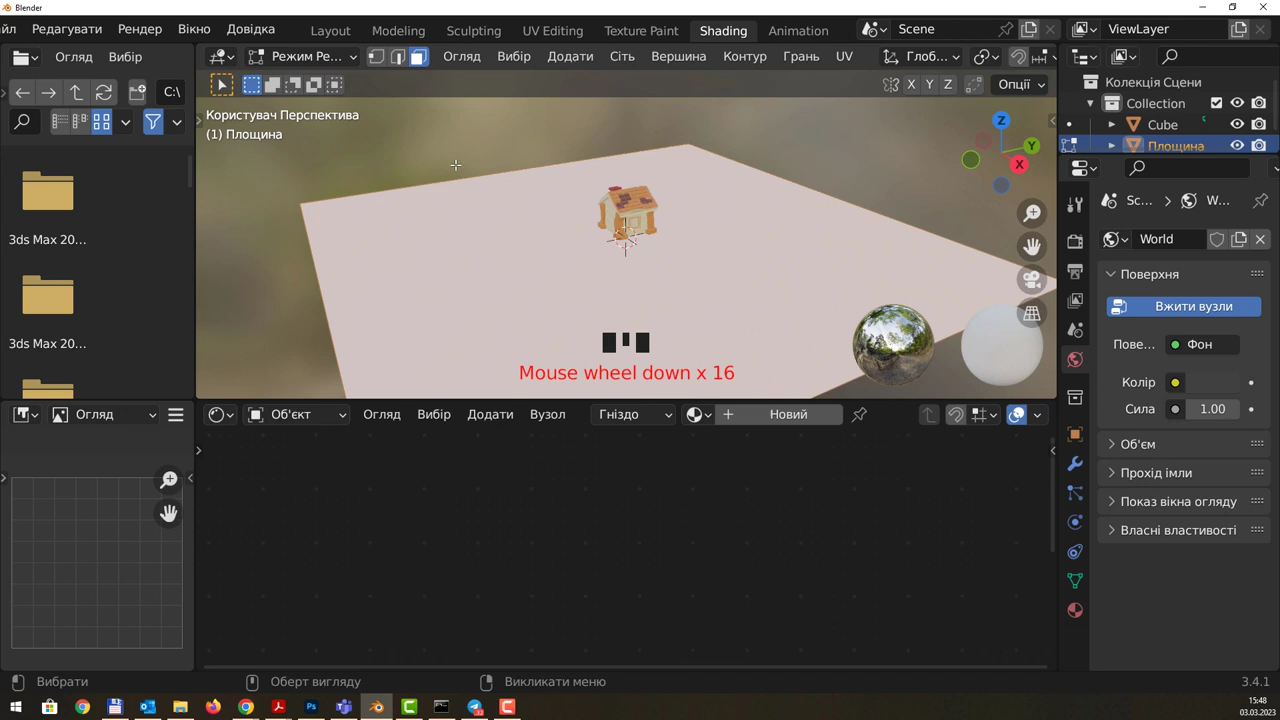 Blender
йл Редагувати Рендер Вікно Довідка Layout Modeling Sculpting UV Editing Texture Paint Shading Animation Scene ViewLayer
Огляд Вибір Режим Ре... Огляд Вибір Додати Сіть Вершина Контур Грань UV Глоб...
C:\ X Y Z Опції
Колекція Сцени
Collection
Cube
Площина
Користувач Перспектива
(1) Площина
Z Y X
3ds Max 20...
3ds Max 20...
Sc... > W...
World
Поверхня
Вжити вузли
Пове... Фон
Колір
Сила 1.00
Об'єм
Прохід імли
Показ вікна огляду
Власні властивості
Mouse wheel down x 16
Огляд Об'єкт Огляд Вибір Додати Вузол Гніздо Новий
Вибрати Оберт вигляду Викликати меню 3.4.1
15:48
03.03.2023